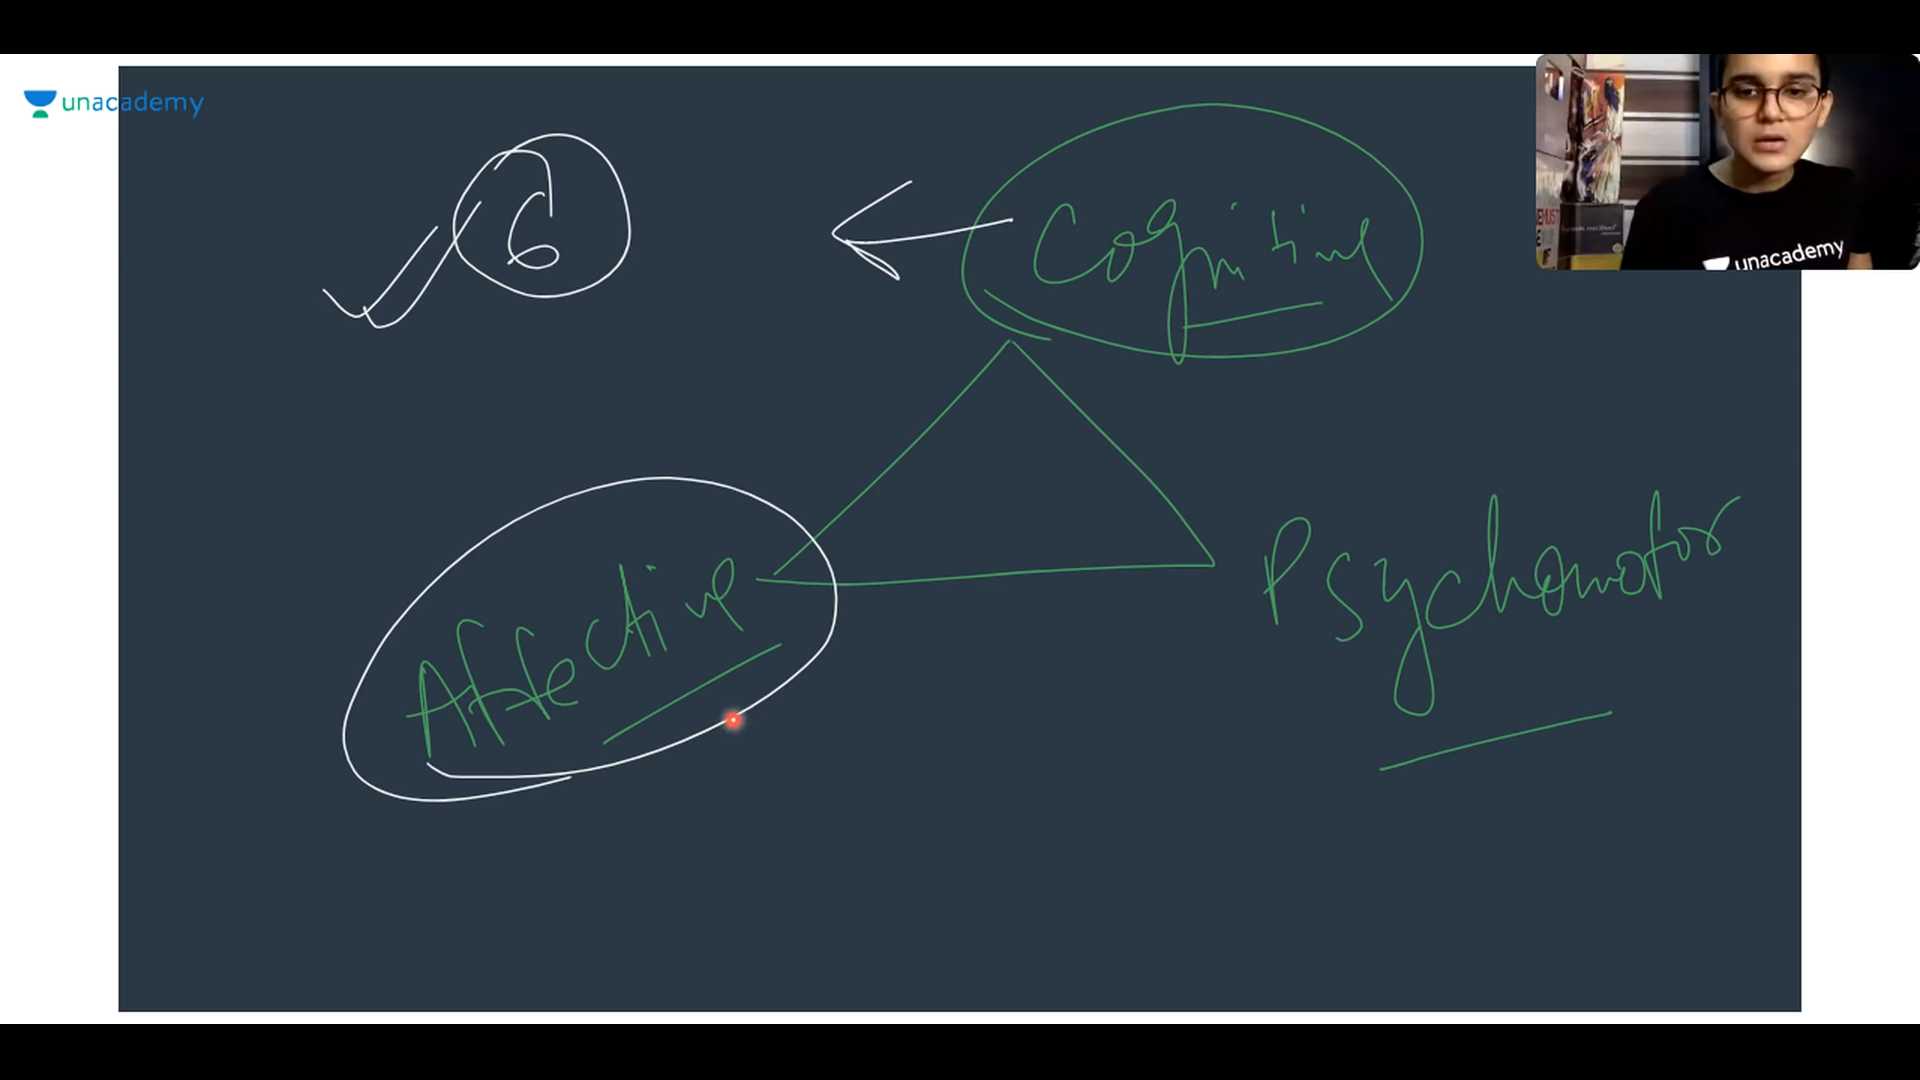 unacademy
6
Cognitive
Affective
Psychomotor
unacademy